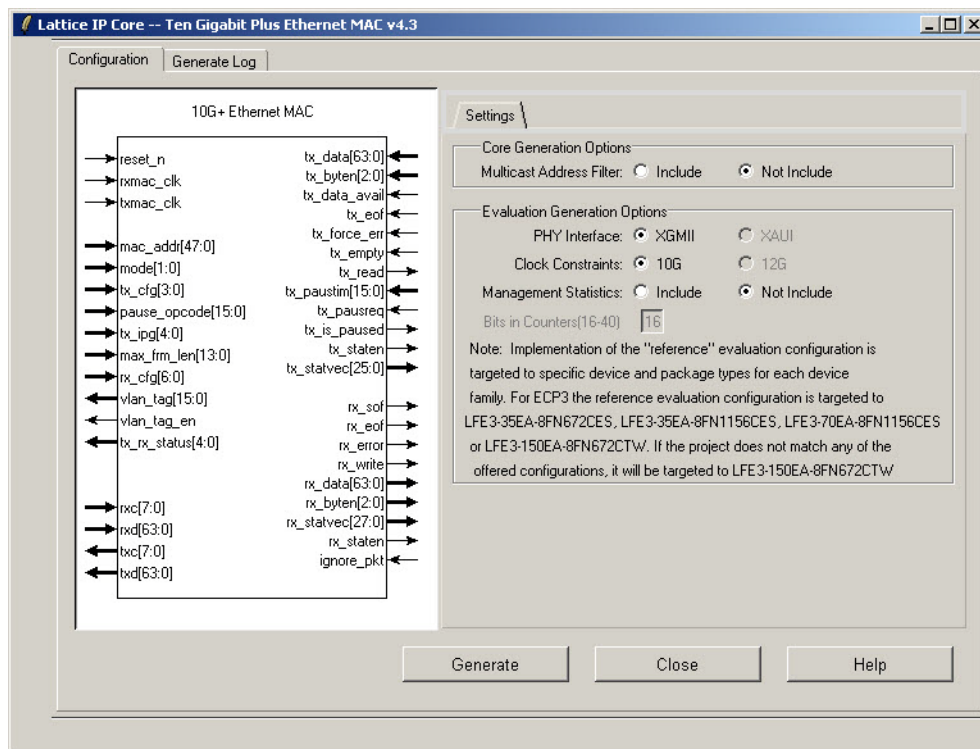 Lattice IP Core -- Ten Gigabit Plus Ethernet MAC v4.3
Configuration
Generate Log
10G+ Ethernet MAC
reset_n
rxmac_clk
txmac_clk
mac_addr[47:0]
mode[1:0]
tx_cfg[3:0]
pause_opcode[15:0]
tx_ipg[4:0]
max_frm_len[13:0]
rx_cfg[6:0]
vlan_tag[15:0]
vlan_tag_en
tx_rx_status[4:0]
rxc[7:0]
rxd[63:0]
txc[7:0]
txd[63:0]
tx_data[63:0]
tx_byten[2:0]
tx_data_avail
tx_eof
tx_force_err
tx_empty
tx_read
tx_paustim[15:0]
tx_pausreq
tx_is_paused
tx_staten
tx_statvec[25:0]
rx_sof
rx_eof
rx_error
rx_write
rx_data[63:0]
rx_byten[2:0]
rx_statvec[27:0]
rx_staten
ignore_pkt
Settings
Core Generation Options
Multicast Address Filter: Include Not Include
Evaluation Generation Options
PHY Interface: XGMII XAUI
Clock Constraints: 10G 12G
Management Statistics: Include Not Include
Bits in Counters(16-40) 16
Note: Implementation of the "reference" evaluation configuration is
targeted to specific device and package types for each device
family. For ECP3 the reference evaluation configuration is targeted to
LFE3-35EA-8FN672CES, LFE3-35EA-8FN1156CES, LFE3-70EA-8FN1156CES
or LFE3-150EA-8FN672CTW. If the project does not match any of the
offered configurations, it will be targeted to LFE3-150EA-8FN672CTW
Generate
Close
Help